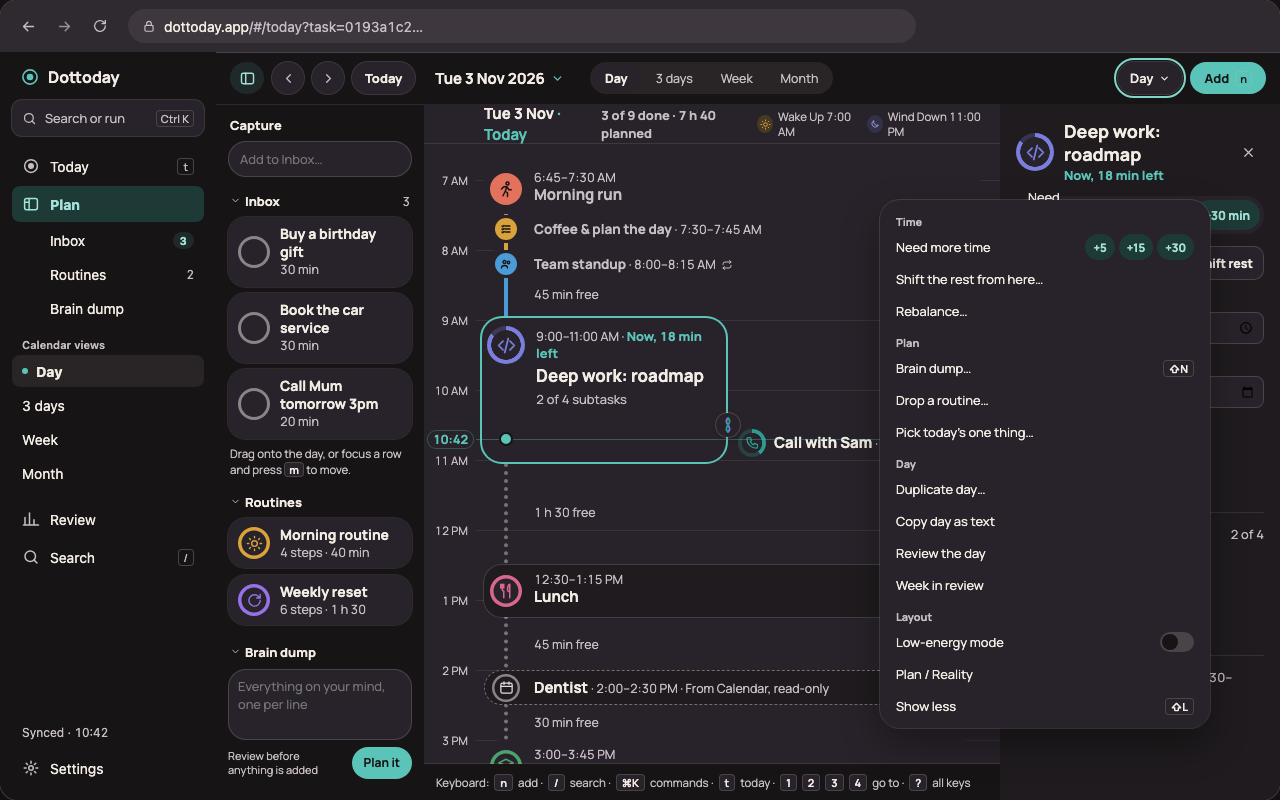 dottoday.app/#/today?task=0193a1c2...
Dottoday
Search or run
Ctrl K
Today
t
Plan
Inbox
3
Routines
2
Brain dump
Calendar views
Day
3 days
Week
Month
Review
Search
/
Synced · 10:42
Settings
Today
Tue 3 Nov 2026
Day
3 days
Week
Month
Day
Add n
Capture
Add to Inbox…
Inbox
3
Buy a birthday
gift
30 min
Book the car
service
30 min
Call Mum
tomorrow 3pm
20 min
Drag onto the day, or focus a row
and press m to move.
Routines
Morning routine
4 steps · 40 min
Weekly reset
6 steps · 1 h 30
Brain dump
Everything on your mind,
one per line
Review before
anything is added
Plan it
Tue 3 Nov ·
Today
3 of 9 done · 7 h 40
planned
Wake Up 7:00
AM
Wind Down 11:00
PM
7 AM
6:45–7:30 AM
Morning run
Coffee & plan the day · 7:30–7:45 AM
8 AM
Team standup · 8:00–8:15 AM
45 min free
9 AM
9:00–11:00 AM · Now, 18 min
left
Deep work: roadmap
2 of 4 subtasks
10 AM
10:42
Call with Sam ·
11 AM
1 h 30 free
12 PM
12:30–1:15 PM
Lunch
1 PM
45 min free
2 PM
Dentist · 2:00–2:30 PM · From Calendar, read-only
30 min free
3 PM
3:00–3:45 PM
Keyboard: n add · / search · ⌘K commands · t today · 1 2 3 4 go to · ? all keys
Deep work:
roadmap
Now, 18 min left
Need
30 min
ift rest
2 of 4
30–
Time
Need more time
+5 +15 +30
Shift the rest from here…
Rebalance…
Plan
Brain dump…
⇧N
Drop a routine…
Pick today's one thing…
Day
Duplicate day…
Copy day as text
Review the day
Week in review
Layout
Low-energy mode
Plan / Reality
Show less
⇧L